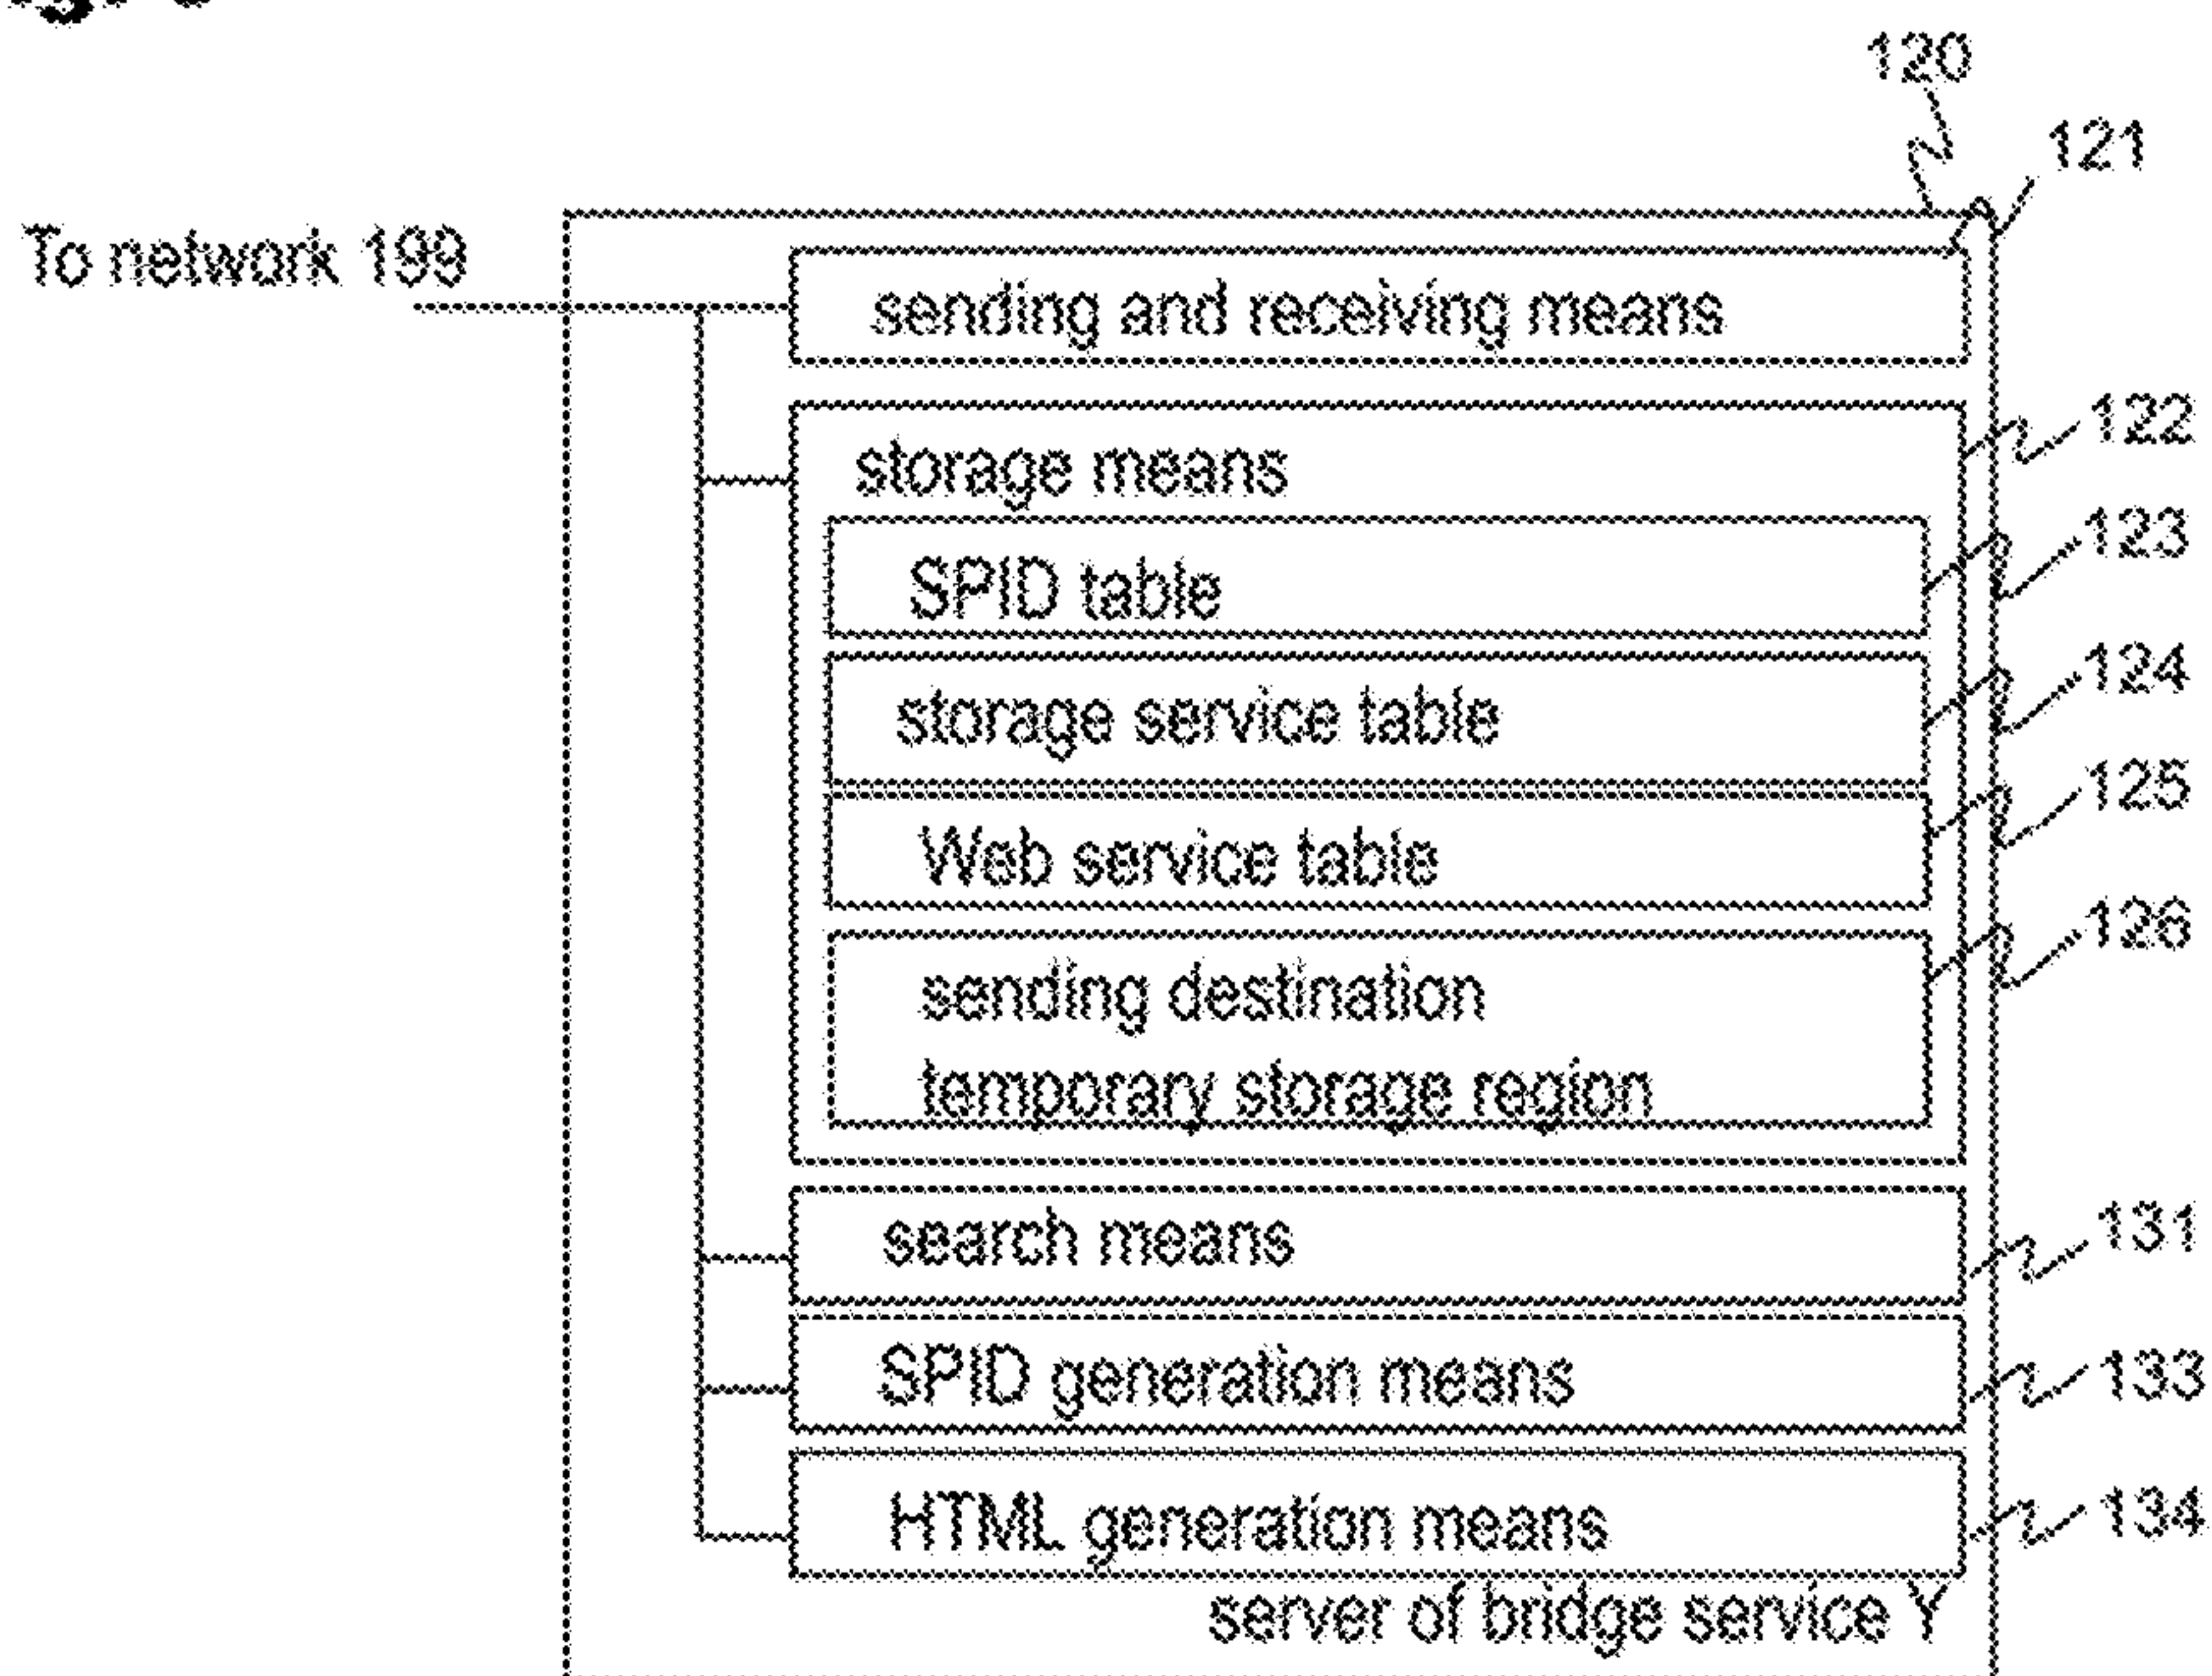 120
121
To network 199
sending and receiving means
122
storage means
123
SPID table
124
storage service table
125
Web service table
126
sending destination
temporary storage region
131
search means
133
SPID generation means
134
HTML generation means
server of bridge service Y